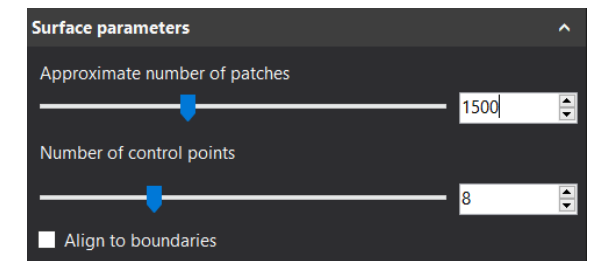 Surface parameters
Approximate number of patches
1500
Number of control points
8
Align to boundaries